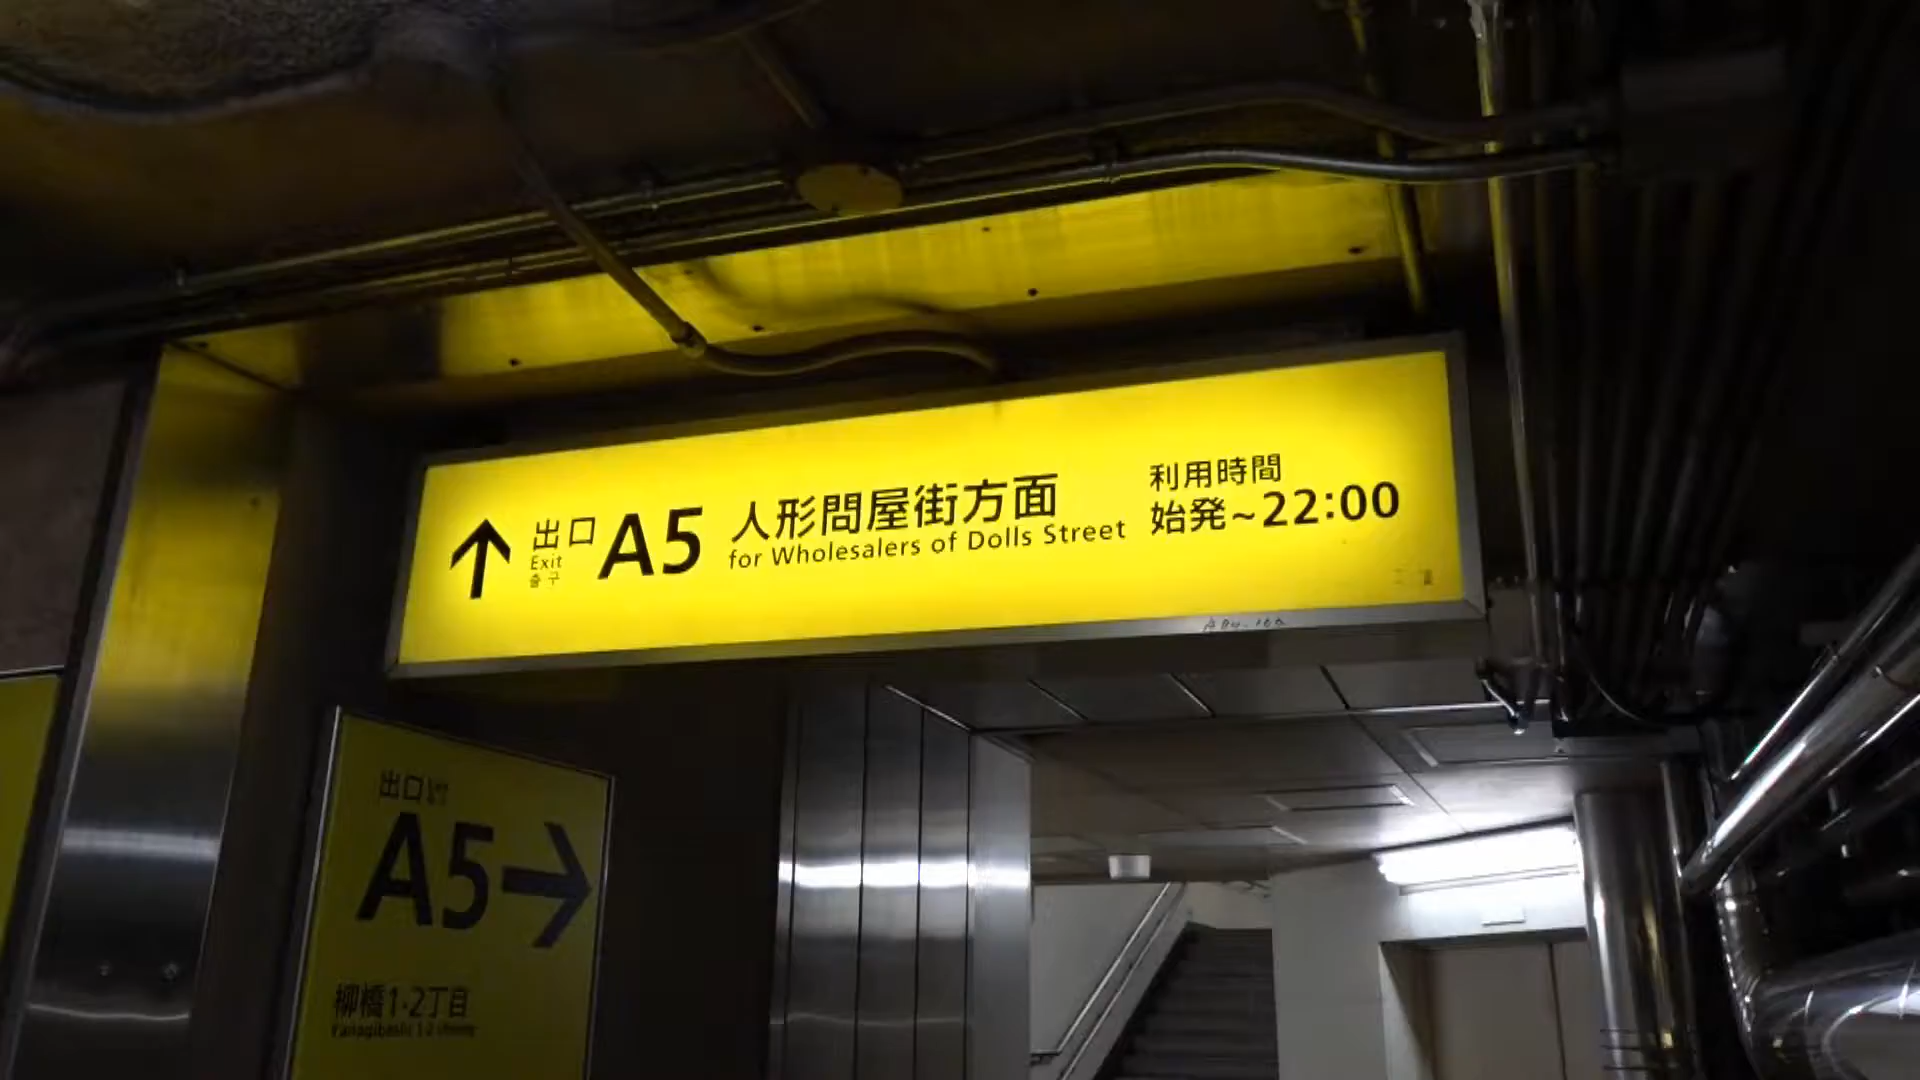 出口
Exit
출구
A5
人形問屋街方面
for Wholesalers of Dolls Street
利用時間
始発~22:00
出口
A5
柳橋1·2丁目